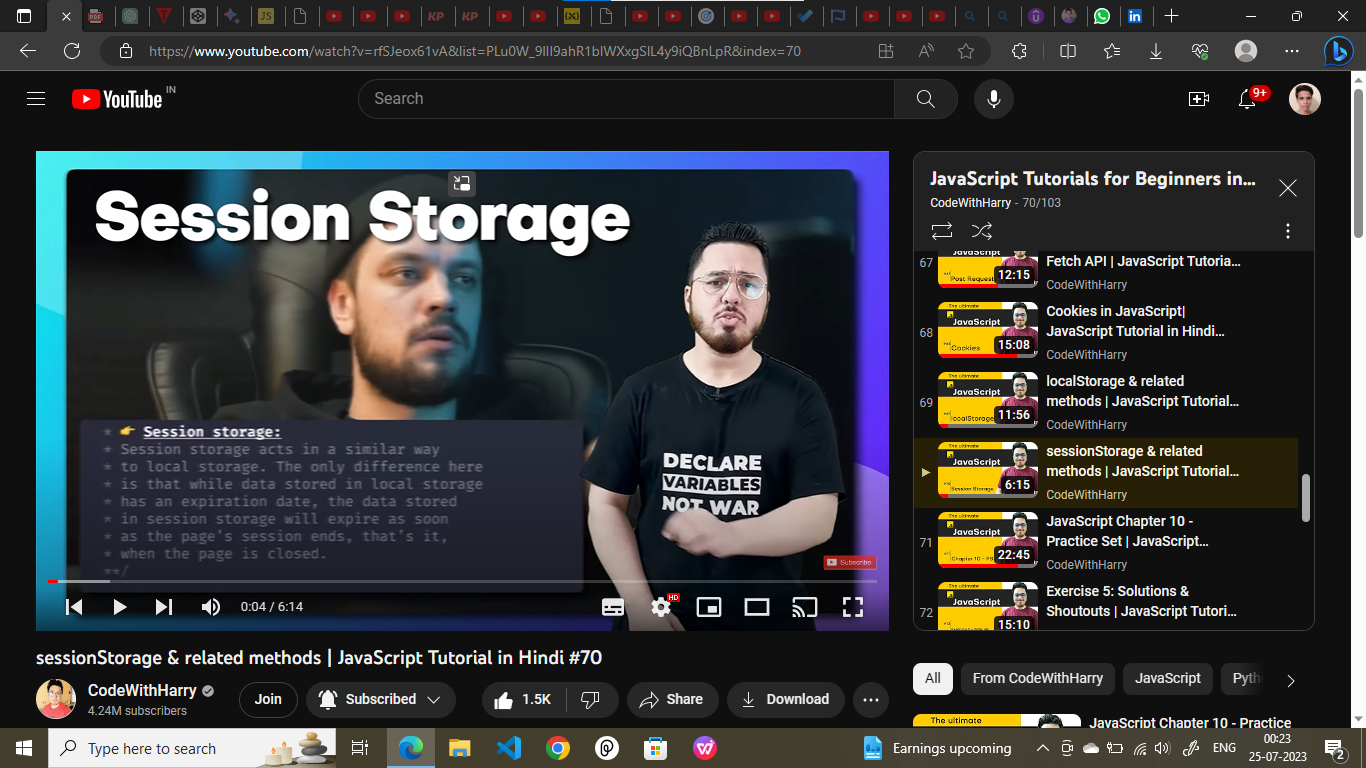 KP
KP
JS
https://www.youtube.com/watch?v=rfSJeox61vA&list=PLu0W_9lII9ahR1blWXxgSlL4y9iQBnLpR&index=70
YouTube IN
Search
9+
Session Storage
* 👉 Session storage:
* Session storage acts in a similar way
* to local storage. The only difference here
* is that while data stored in local storage
* has an expiration date, the data stored
* in session storage will expire as soon
* as the page's session ends, that's it,
* when the page is closed.
**/
DECLARE
VARIABLES
NOT WAR
Subscribe
0:04 / 6:14
HD
sessionStorage & related methods | JavaScript Tutorial in Hindi #70
CodeWithHarry
4.24M subscribers
Join
Subscribed
1.5K
Share
Download
JavaScript Tutorials for Beginners in...
CodeWithHarry - 70/103
67
Post Request
12:15
Fetch API | JavaScript Tutoria...
CodeWithHarry
68
The ultimate
JavaScript
Cookies
15:08
Cookies in JavaScript|
JavaScript Tutorial in Hindi...
CodeWithHarry
69
The ultimate
JavaScript
localStorage
11:56
localStorage & related
methods | JavaScript Tutorial...
CodeWithHarry
The ultimate
JavaScript
Session Storage
6:15
sessionStorage & related
methods | JavaScript Tutorial...
CodeWithHarry
71
The ultimate
JavaScript
22:45
JavaScript Chapter 10 -
Practice Set | JavaScript...
CodeWithHarry
72
The ultimate
JavaScript
15:10
Exercise 5: Solutions &
Shoutouts | JavaScript Tutori...
All
From CodeWithHarry
JavaScript
Pyth
The ultimate
JavaScript Chapter 10 - Practice
Type here to search
Earnings upcoming
ENG
00:23
25-07-2023
2